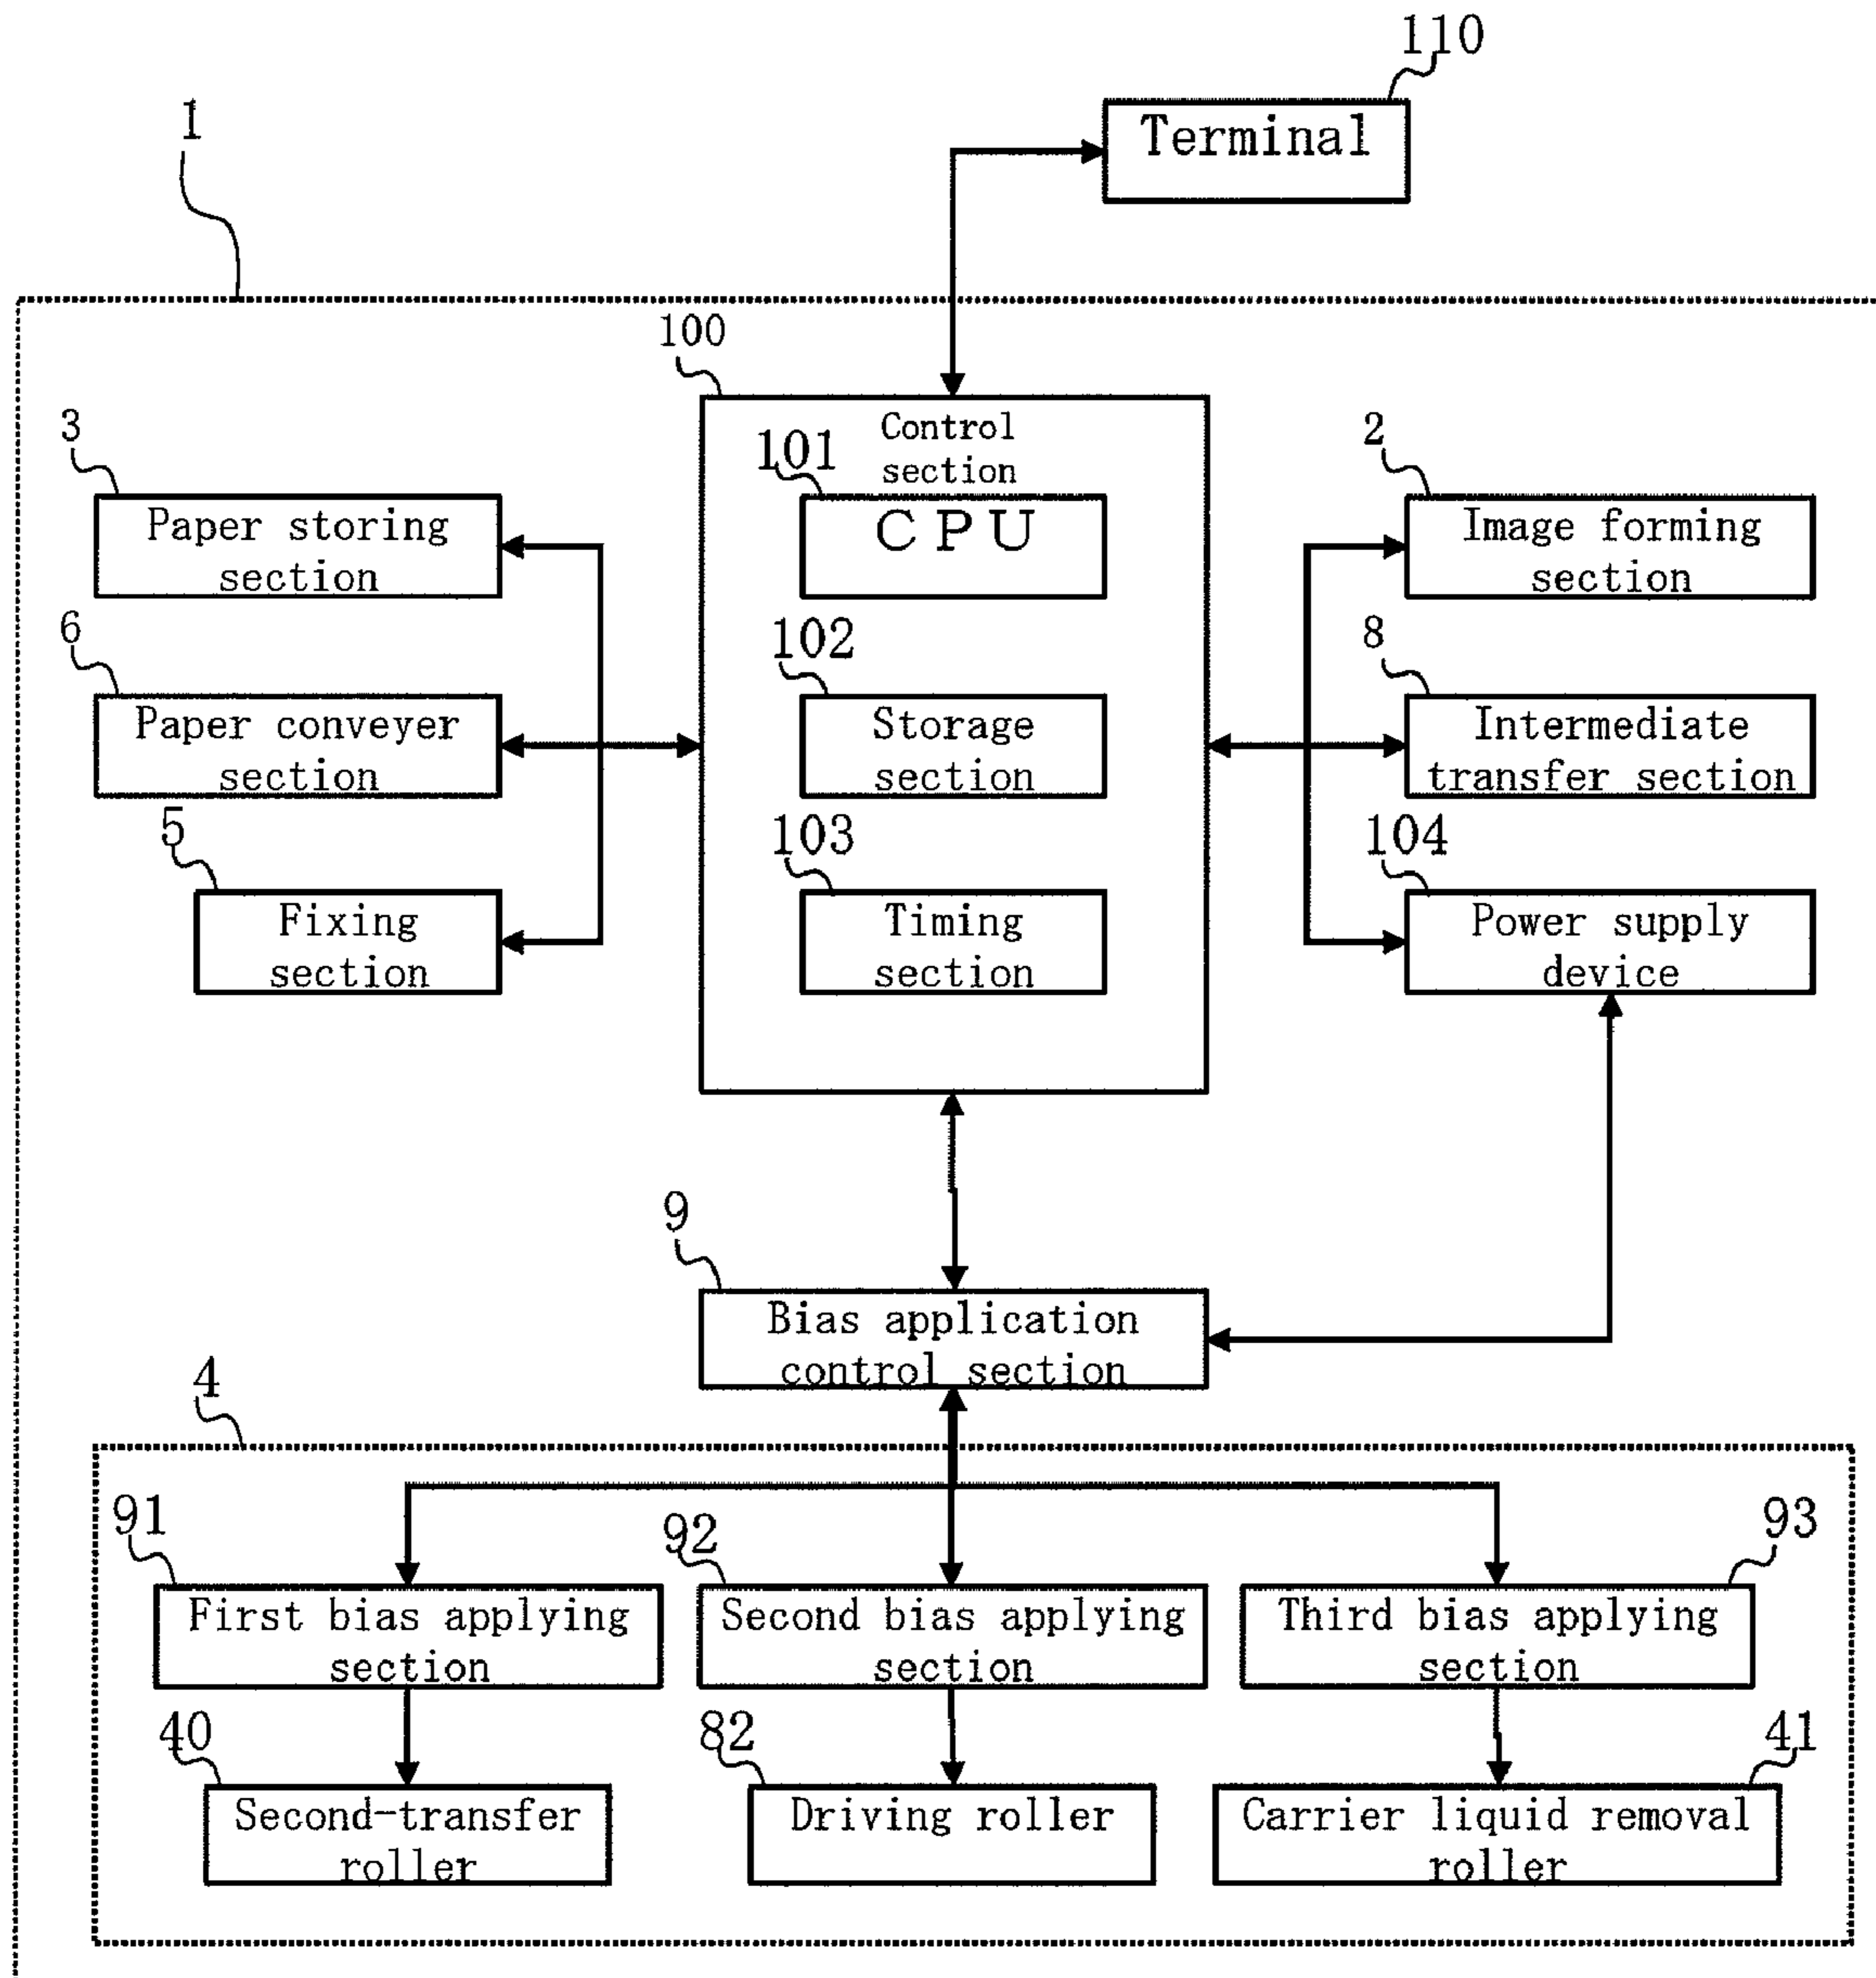 110
Terminal
1
100
Control
section
3
Paper storing
section
101
CPU
2
Image forming
section
6
Paper conveyer
section
102
Storage
section
8
Intermediate
transfer section
5
Fixing
section
103
Timing
section
104
Power supply
device
9
Bias application
control section
4
91
First bias applying
section
92
Second bias applying
section
93
Third bias applying
section
40
Second-transfer
roller
82
Driving roller
41
Carrier liquid removal
roller